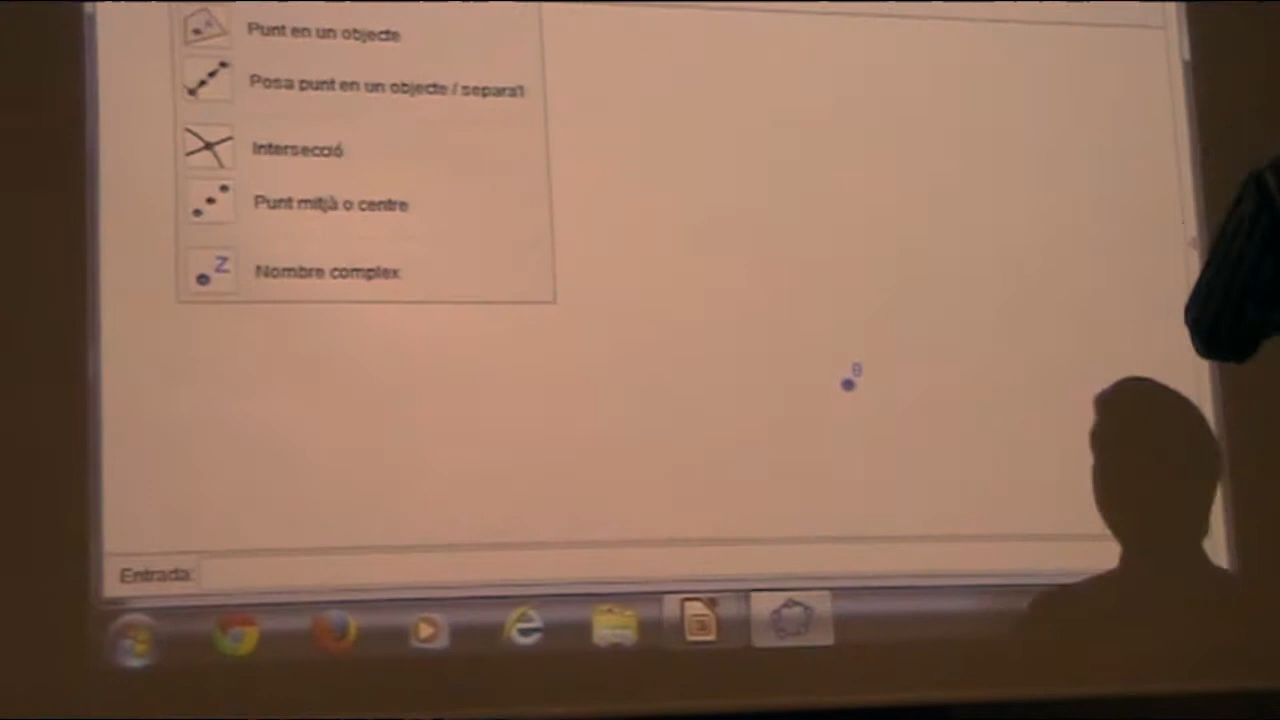 Punt en un objecte
Posa punt en un objecte / separa'l
Intersecció
Punt mitjà o centre
Z
Nombre complex
Entrada: